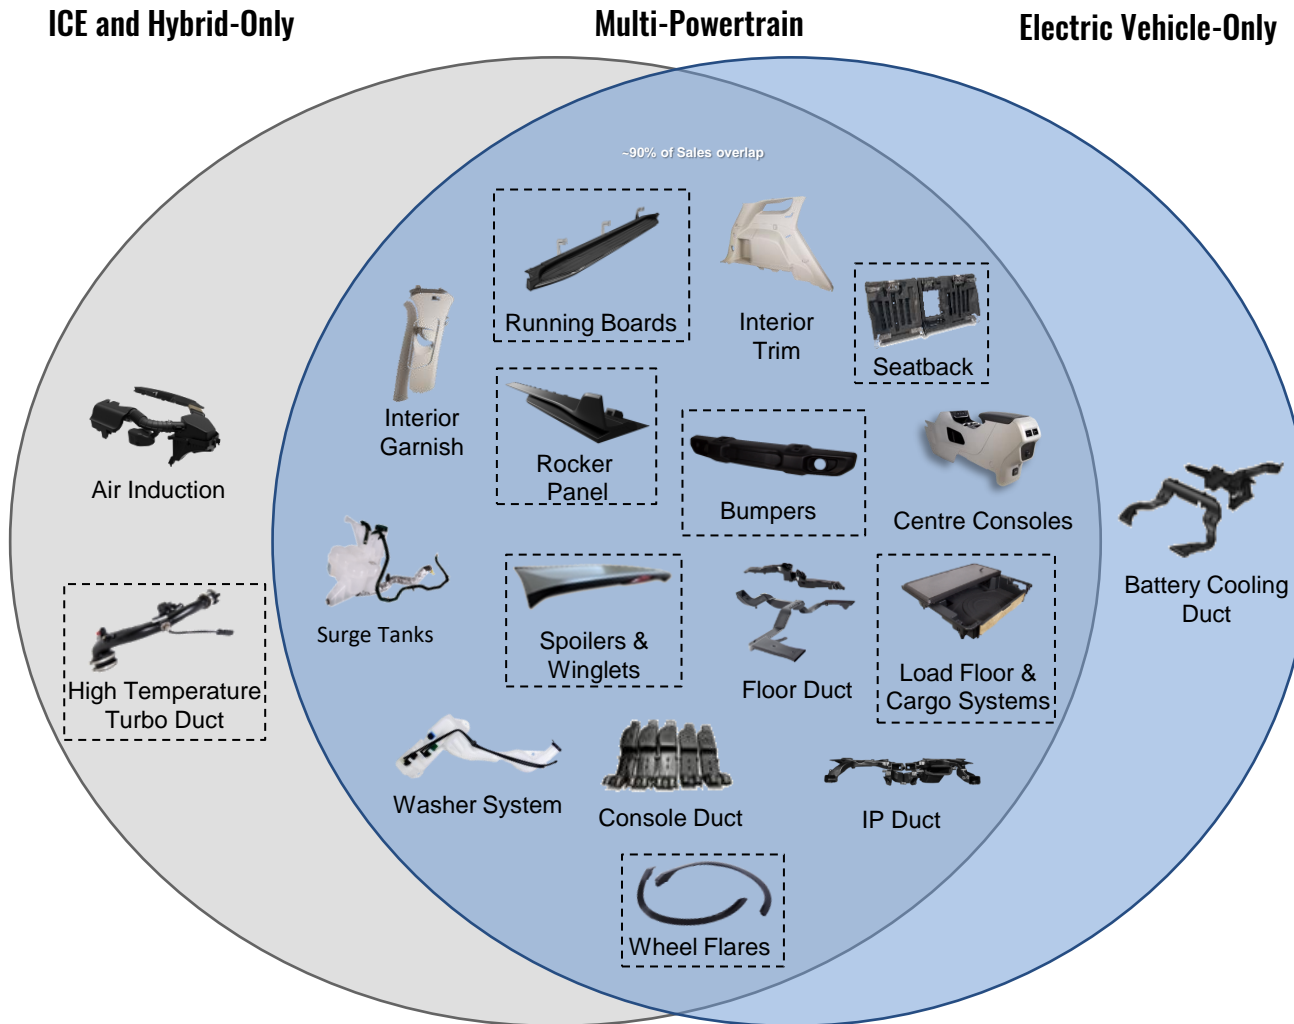 ICE and Hybrid-Only
Multi-Powertrain
Electric Vehicle-Only
~90% of Sales overlap
Running Boards
Interior
Trim
Seatback
Interior
Garnish
Rocker
Panel
Bumpers
Centre Consoles
Air Induction
Battery Cooling
Duct
Surge Tanks
Spoilers &
Winglets
Floor Duct
Load Floor &
Cargo Systems
High Temperature
Turbo Duct
Washer System
Console Duct
IP Duct
Wheel Flares